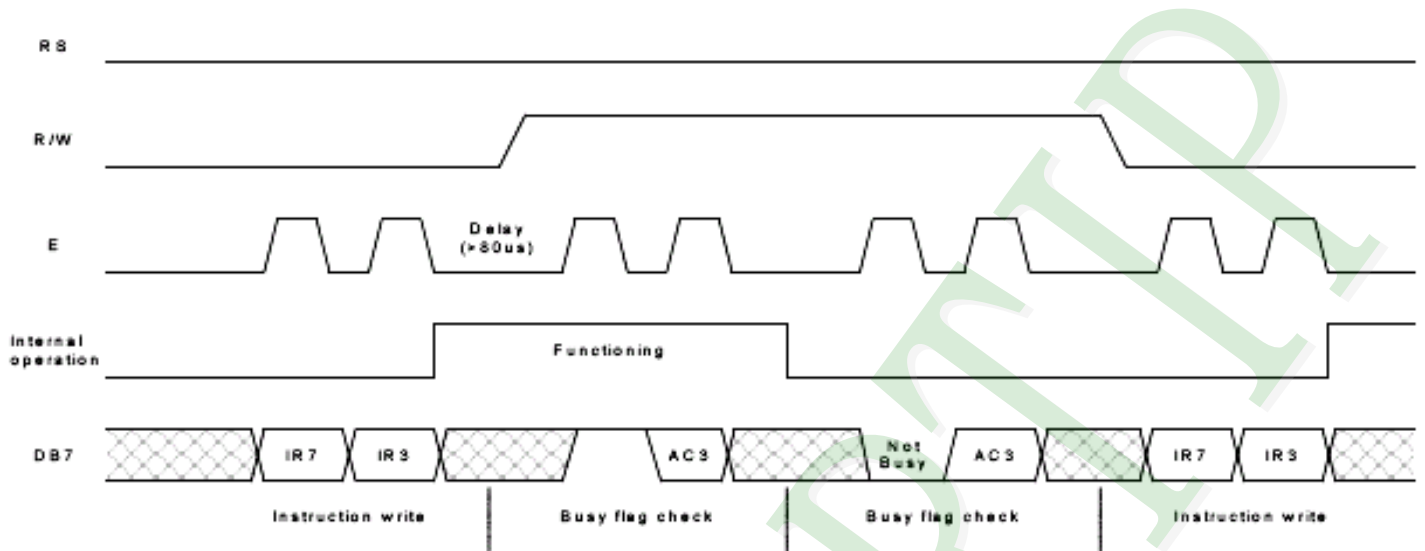 RS
R/W
E
Delay
(>80us)
Internal
operation
Functioning
DB7
IR7
IR3
AC3
Not
Busy
AC3
IR7
IR3
Instruction write
Busy flag check
Busy flag check
Instruction write